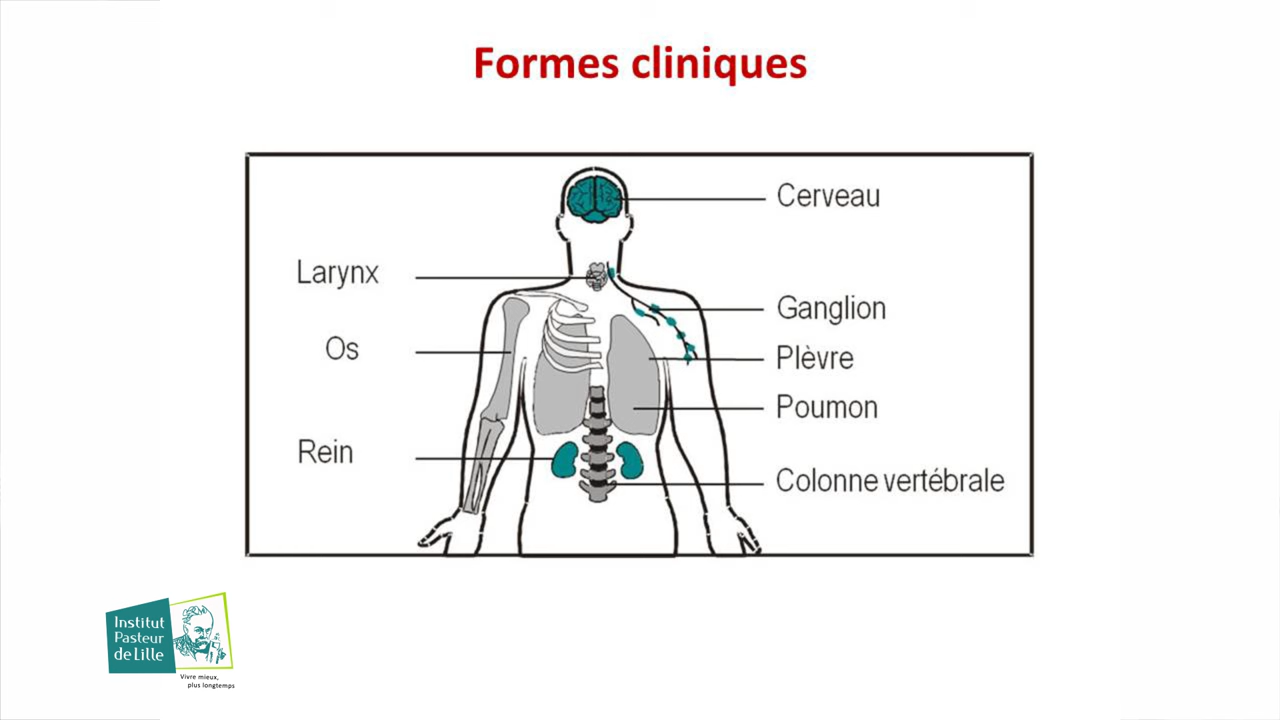 Formes cliniques
Cerveau
Larynx
Ganglion
Os
Plèvre
Poumon
Rein
Colonne vertébrale
Institut
Pasteur
de Lille
Vivre mieux,
plus longtemps